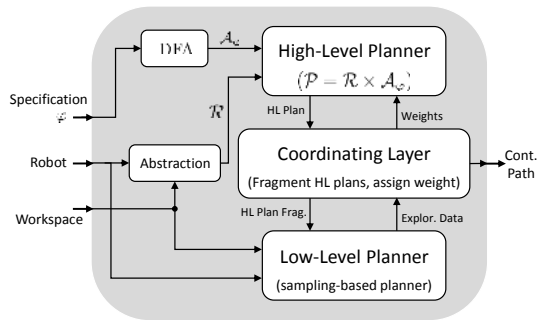 DFA
𝒜φ
High-Level Planner
(𝒫 = ℛ × 𝒜φ)
Specification
φ
ℛ
HL Plan
Weights
Robot
Abstraction
Coordinating Layer
(Fragment HL plans, assign weight)
Cont.
Path
Workspace
HL Plan Frag.
Explor. Data
Low-Level Planner
(sampling-based planner)